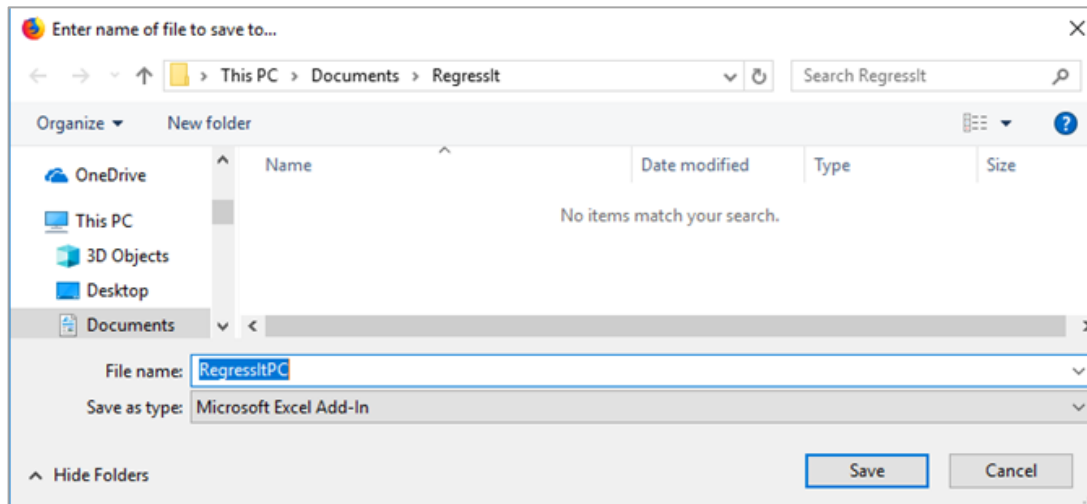 Enter name of file to save to...
This PC > Documents > RegressIt
Search RegressIt
Organize
New folder
Name
Date modified
Type
Size
OneDrive
This PC
3D Objects
Desktop
Documents
No items match your search.
File name: RegressItPC
Save as type: Microsoft Excel Add-In
Hide Folders
Save
Cancel